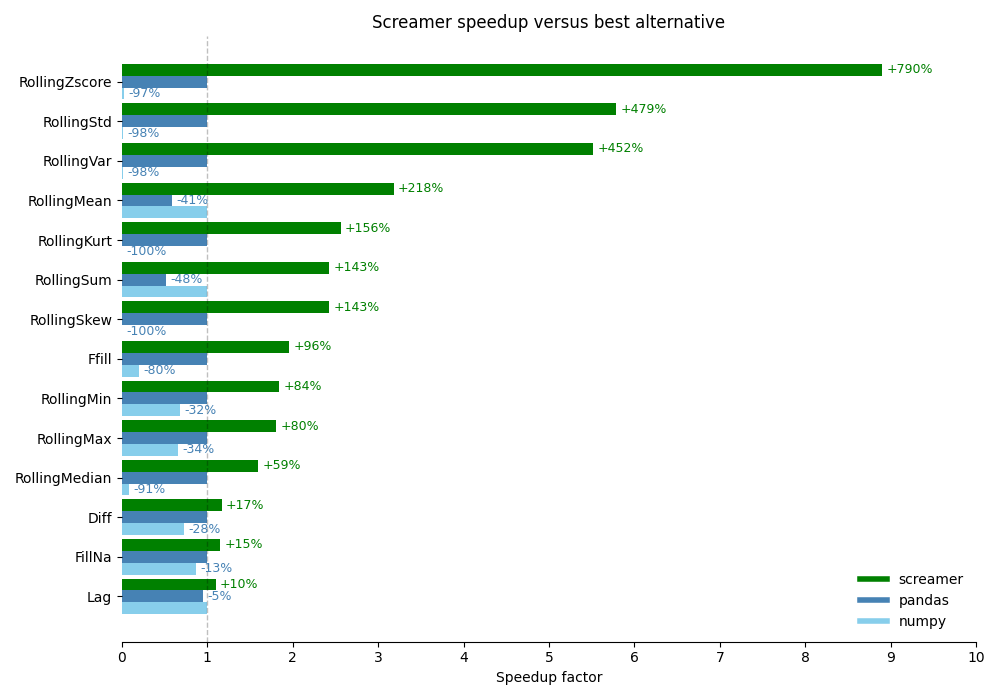 Screamer speedup versus best alternative
RollingZscore
+790%
-97%
RollingStd
+479%
-98%
RollingVar
+452%
-98%
RollingMean
+218%
-41%
RollingKurt
+156%
-100%
RollingSum
+143%
-48%
RollingSkew
+143%
-100%
Ffill
+96%
-80%
RollingMin
+84%
-32%
RollingMax
+80%
-34%
RollingMedian
+59%
-91%
Diff
+17%
-28%
FillNa
+15%
-13%
Lag
+10%
-5%
screamer
pandas
numpy
0 1 2 3 4 5 6 7 8 9 10
Speedup factor